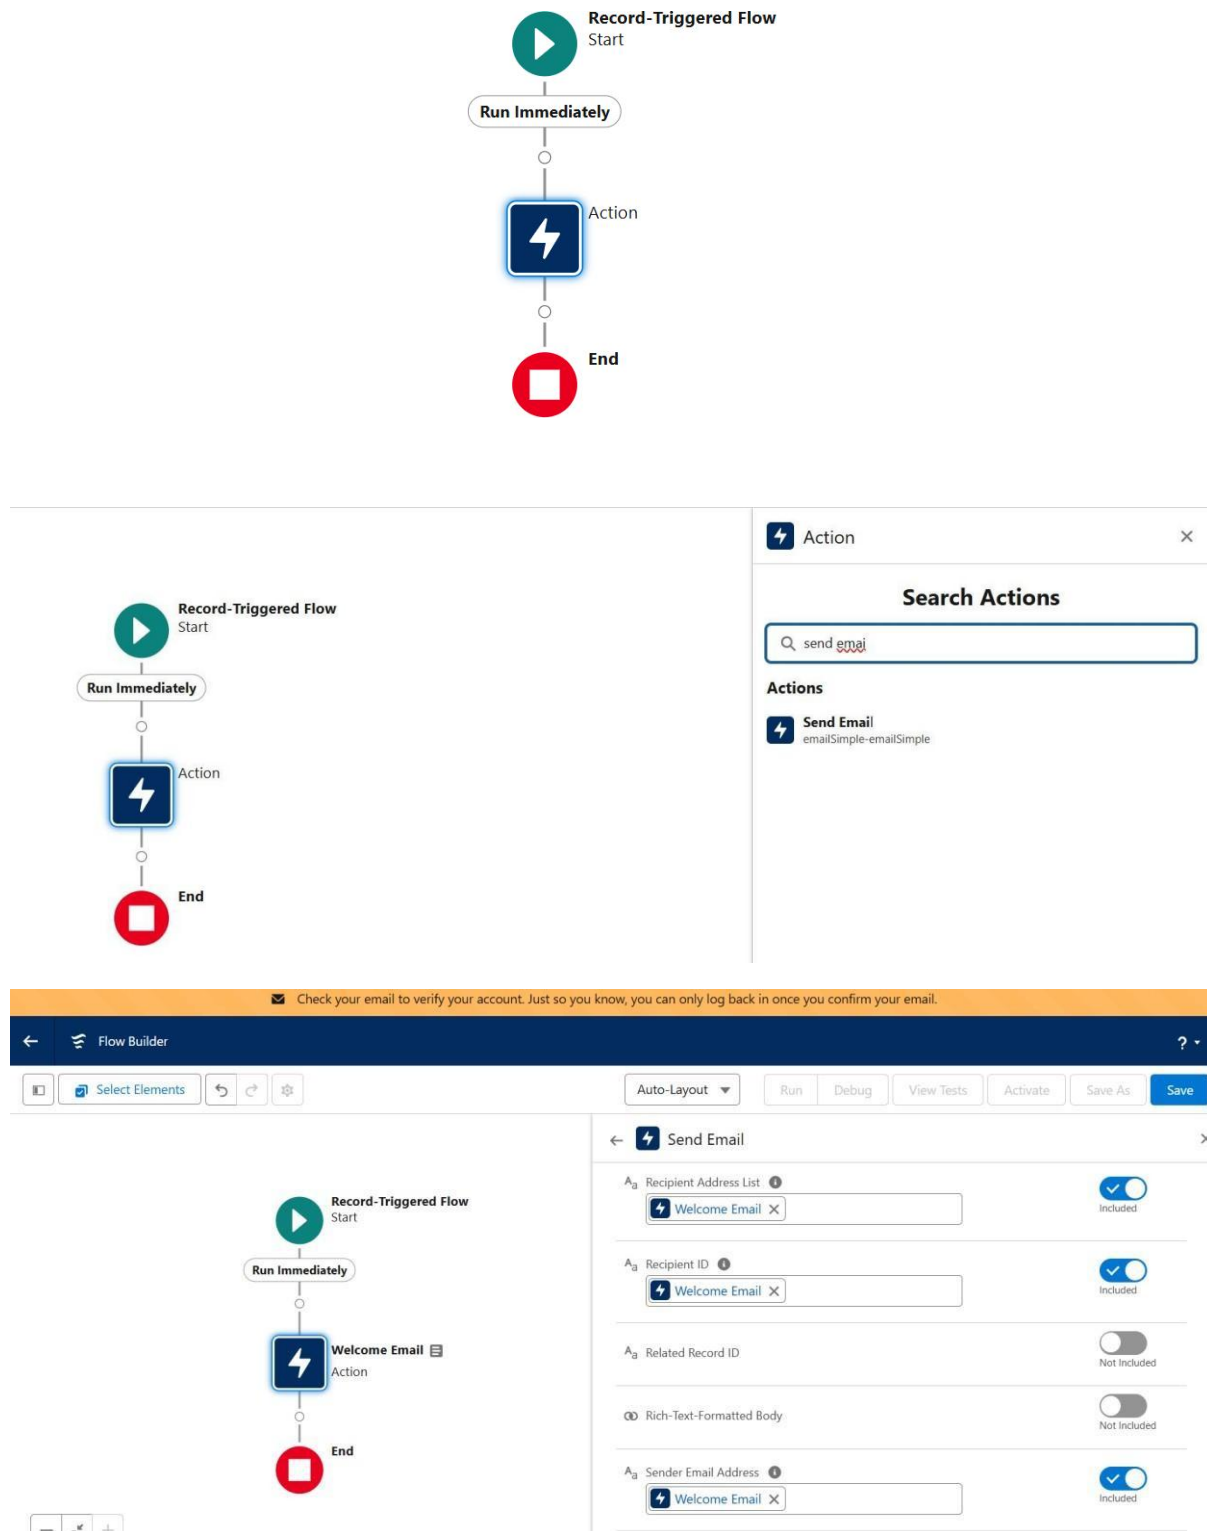 Record-Triggered Flow
Start
Run Immediately
Action
End
Action
Search Actions
send emai
Actions
Send Email
emailSimple-emailSimple
Record-Triggered Flow
Start
Run Immediately
Action
End
Check your email to verify your account. Just so you know, you can only log back in once you confirm your email.
Flow Builder
?
Select Elements
Auto-Layout
Run
Debug
View Tests
Activate
Save As
Save
Send Email
Record-Triggered Flow
Start
Run Immediately
Welcome Email
Action
End
Aa Recipient Address List
Welcome Email
Included
Aa Recipient ID
Welcome Email
Included
Aa Related Record ID
Not Included
Rich-Text-Formatted Body
Not Included
Aa Sender Email Address
Welcome Email
Included